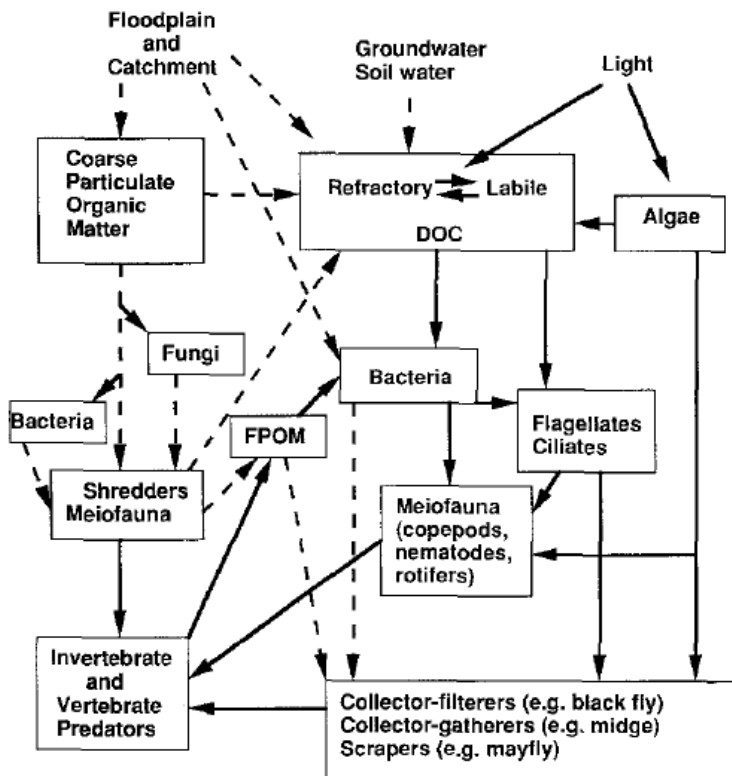 Floodplain
and
Catchment
Groundwater
Soil water
Light
Coarse
Particulate
Organic
Matter
Refractory
Labile
DOC
Algae
Fungi
Bacteria
Bacteria
FPOM
Flagellates
Ciliates
Shredders
Meiofauna
Meiofauna
(copepods,
nematodes,
rotifers)
Invertebrate
and
Vertebrate
Predators
Collector-filterers (e.g. black fly)
Collector-gatherers (e.g. midge)
Scrapers (e.g. mayfly)